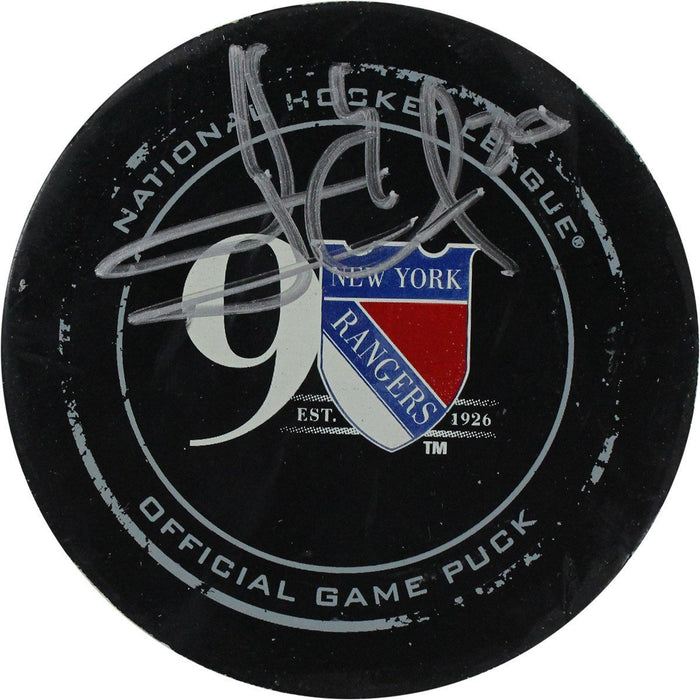 NATIONAL HOCKEY LEAGUE®
9
NEW YORK
RANGERS
EST. 1926
TM
OFFICIAL GAME PUCK